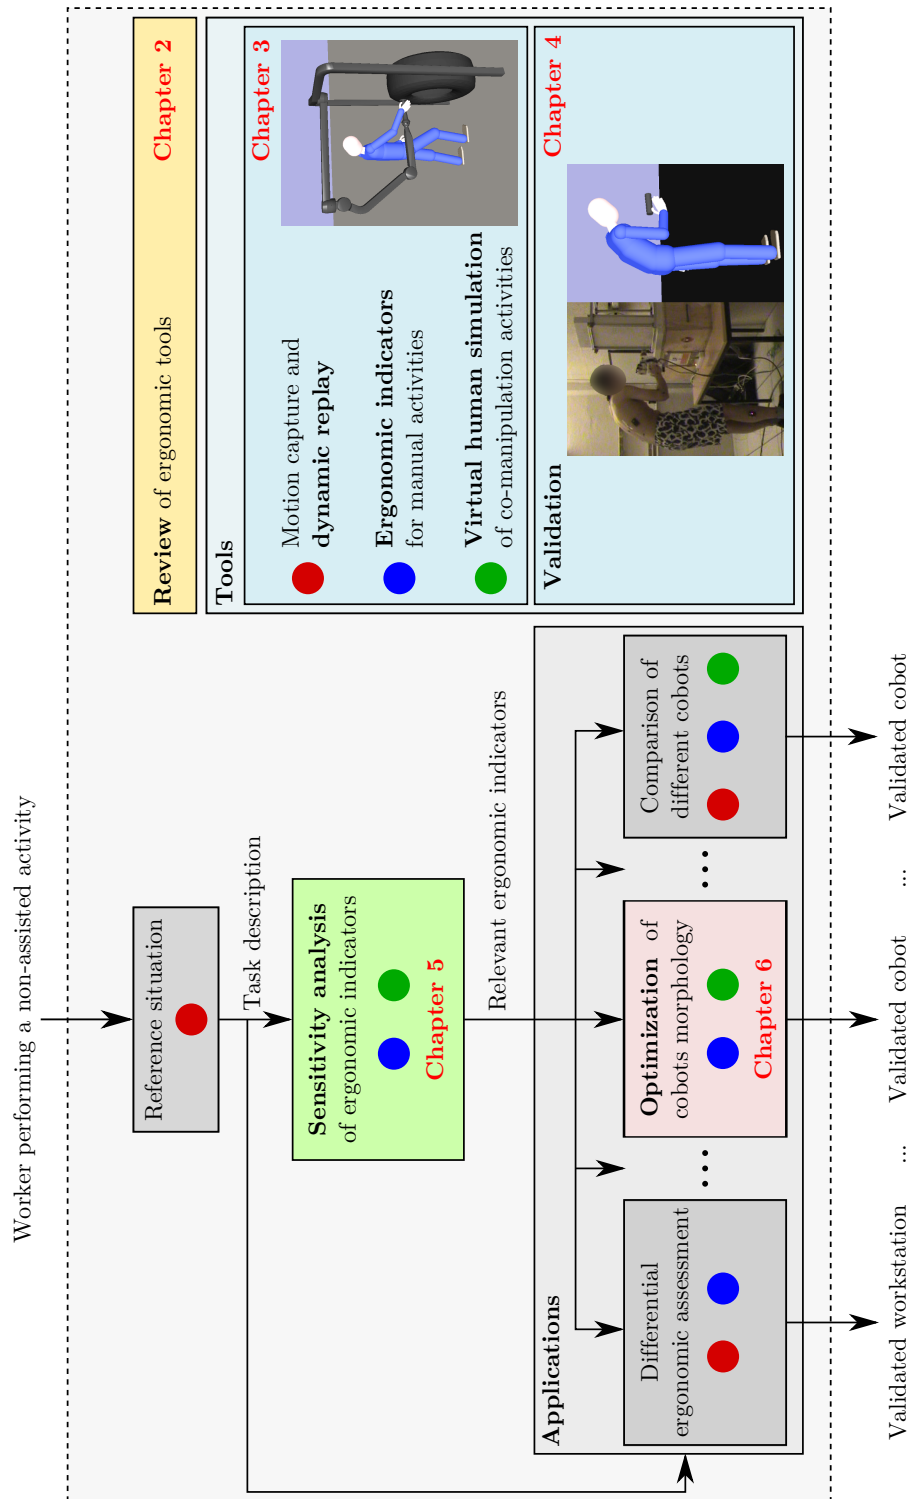 Worker performing a non-assisted activity
Reference situation
Task description
Sensitivity analysis
of ergonomic indicators
Chapter 5
Relevant ergonomic indicators
Applications
Differential
ergonomic assessment
...
Optimization of
cobots morphology
Chapter 6
...
Comparison of
different cobots
Validated workstation
...
Validated cobot
...
Validated cobot
Review of ergonomic tools
Chapter 2
Tools
Chapter 3
Motion capture and
dynamic replay
Ergonomic indicators
for manual activities
Virtual human simulation
of co-manipulation activities
Validation
Chapter 4